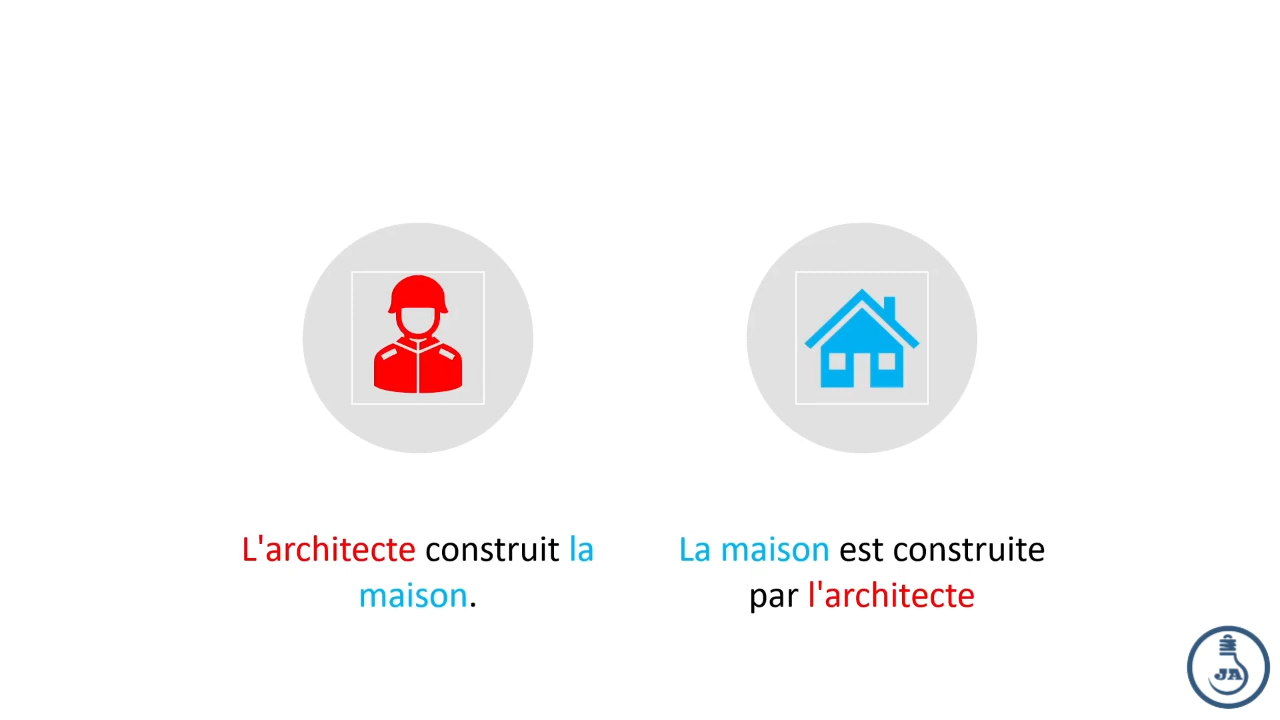 L'architecte construit la
maison.
La maison est construite
par l'architecte
JA